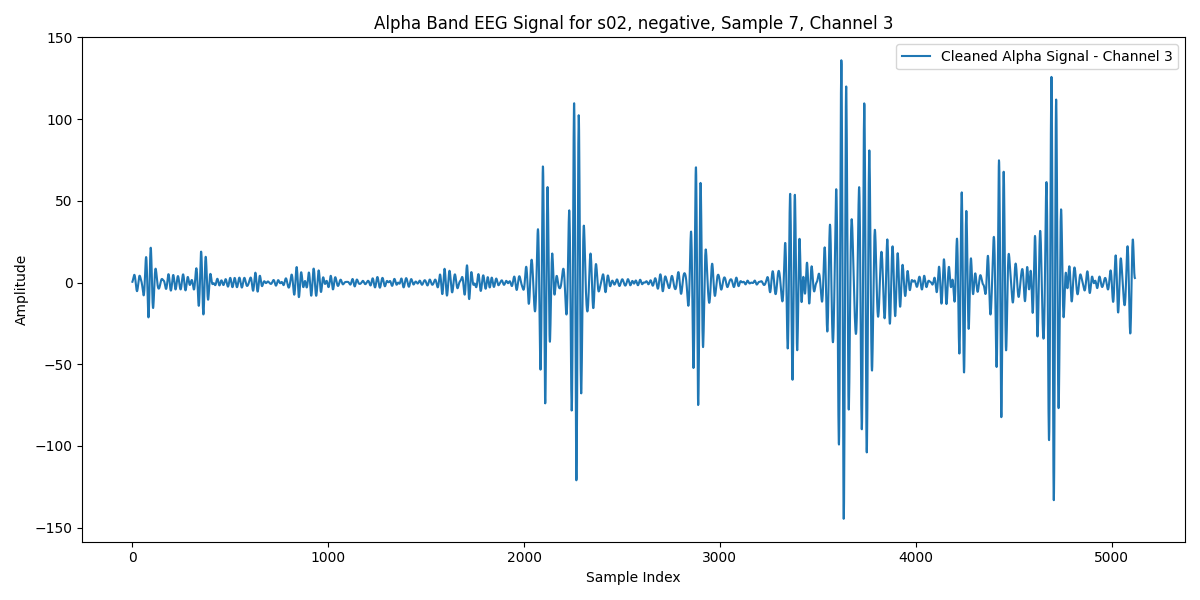 Alpha Band EEG Signal for s02, negative, Sample 7, Channel 3
Cleaned Alpha Signal - Channel 3
Amplitude
150
100
50
0
−50
−100
−150
0 1000 2000 3000 4000 5000
Sample Index